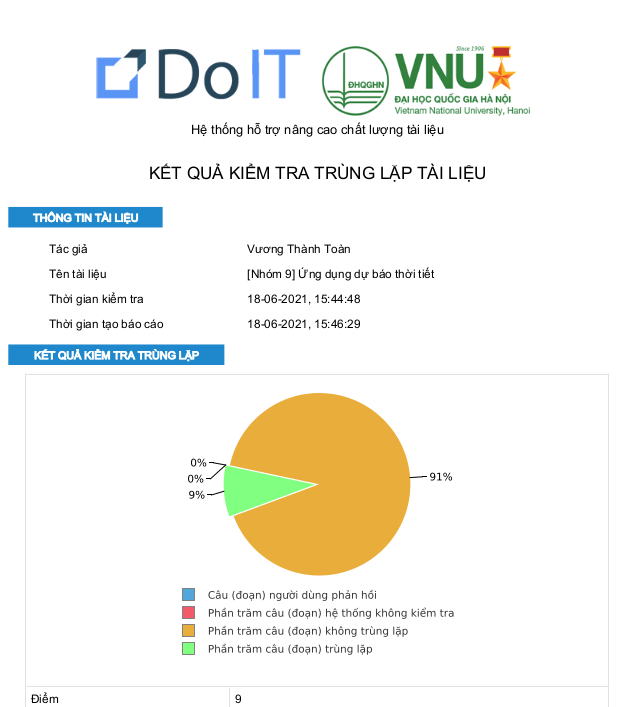 Do IT
ĐHQGHN
Since 1906
VNU
ĐẠI HỌC QUỐC GIA HÀ NỘI
Vietnam National University, Hanoi
Hệ thống hỗ trợ nâng cao chất lượng tài liệu
KẾT QUẢ KIỂM TRA TRÙNG LẶP TÀI LIỆU
THÔNG TIN TÀI LIỆU
Tác giả Vương Thành Toàn
Tên tài liệu [Nhóm 9] Ứng dụng dự báo thời tiết
Thời gian kiểm tra 18-06-2021, 15:44:48
Thời gian tạo báo cáo 18-06-2021, 15:46:29
KẾT QUẢ KIỂM TRA TRÙNG LẶP
0%
0%
9%
91%
Câu (đoạn) người dùng phản hồi
Phần trăm câu (đoạn) hệ thống không kiểm tra
Phần trăm câu (đoạn) không trùng lặp
Phần trăm câu (đoạn) trùng lặp
Điểm 9